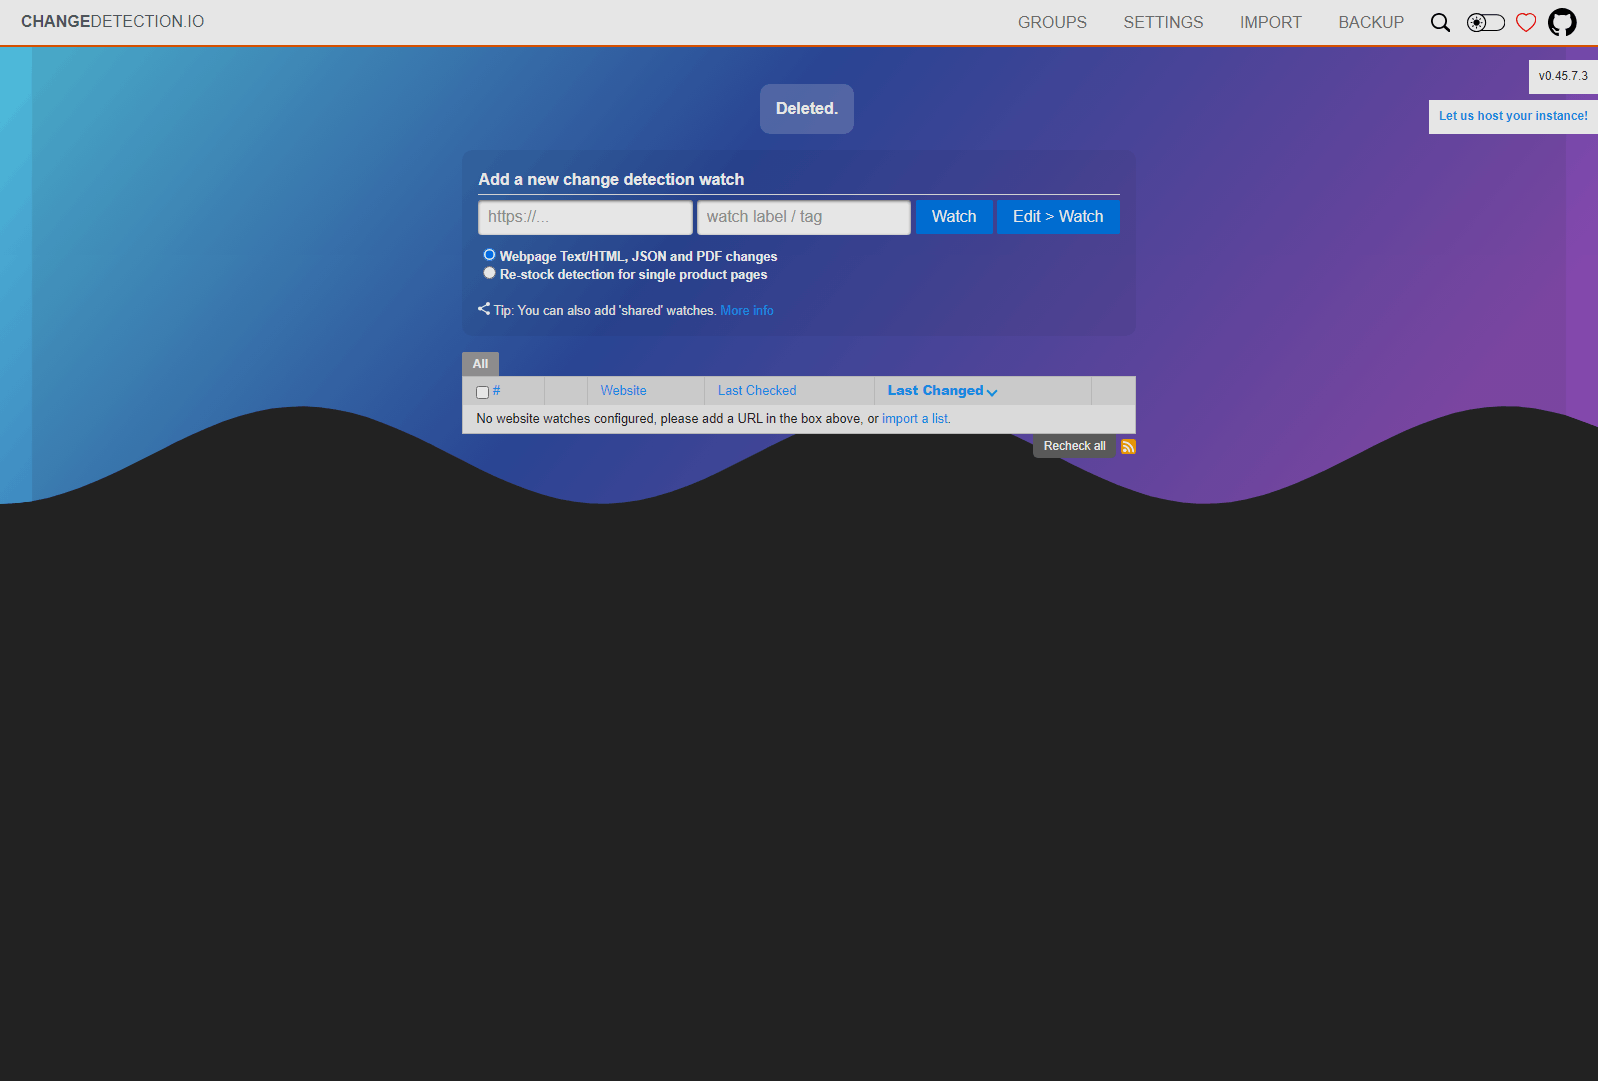 CHANGEDETECTION.IO
GROUPS SETTINGS IMPORT BACKUP
v0.45.7.3
Let us host your instance!
Deleted.
Add a new change detection watch
https://... watch label / tag Watch Edit > Watch
Webpage Text/HTML, JSON and PDF changes
Re-stock detection for single product pages
Tip: You can also add 'shared' watches. More info
All
# Website Last Checked Last Changed
No website watches configured, please add a URL in the box above, or import a list.
Recheck all